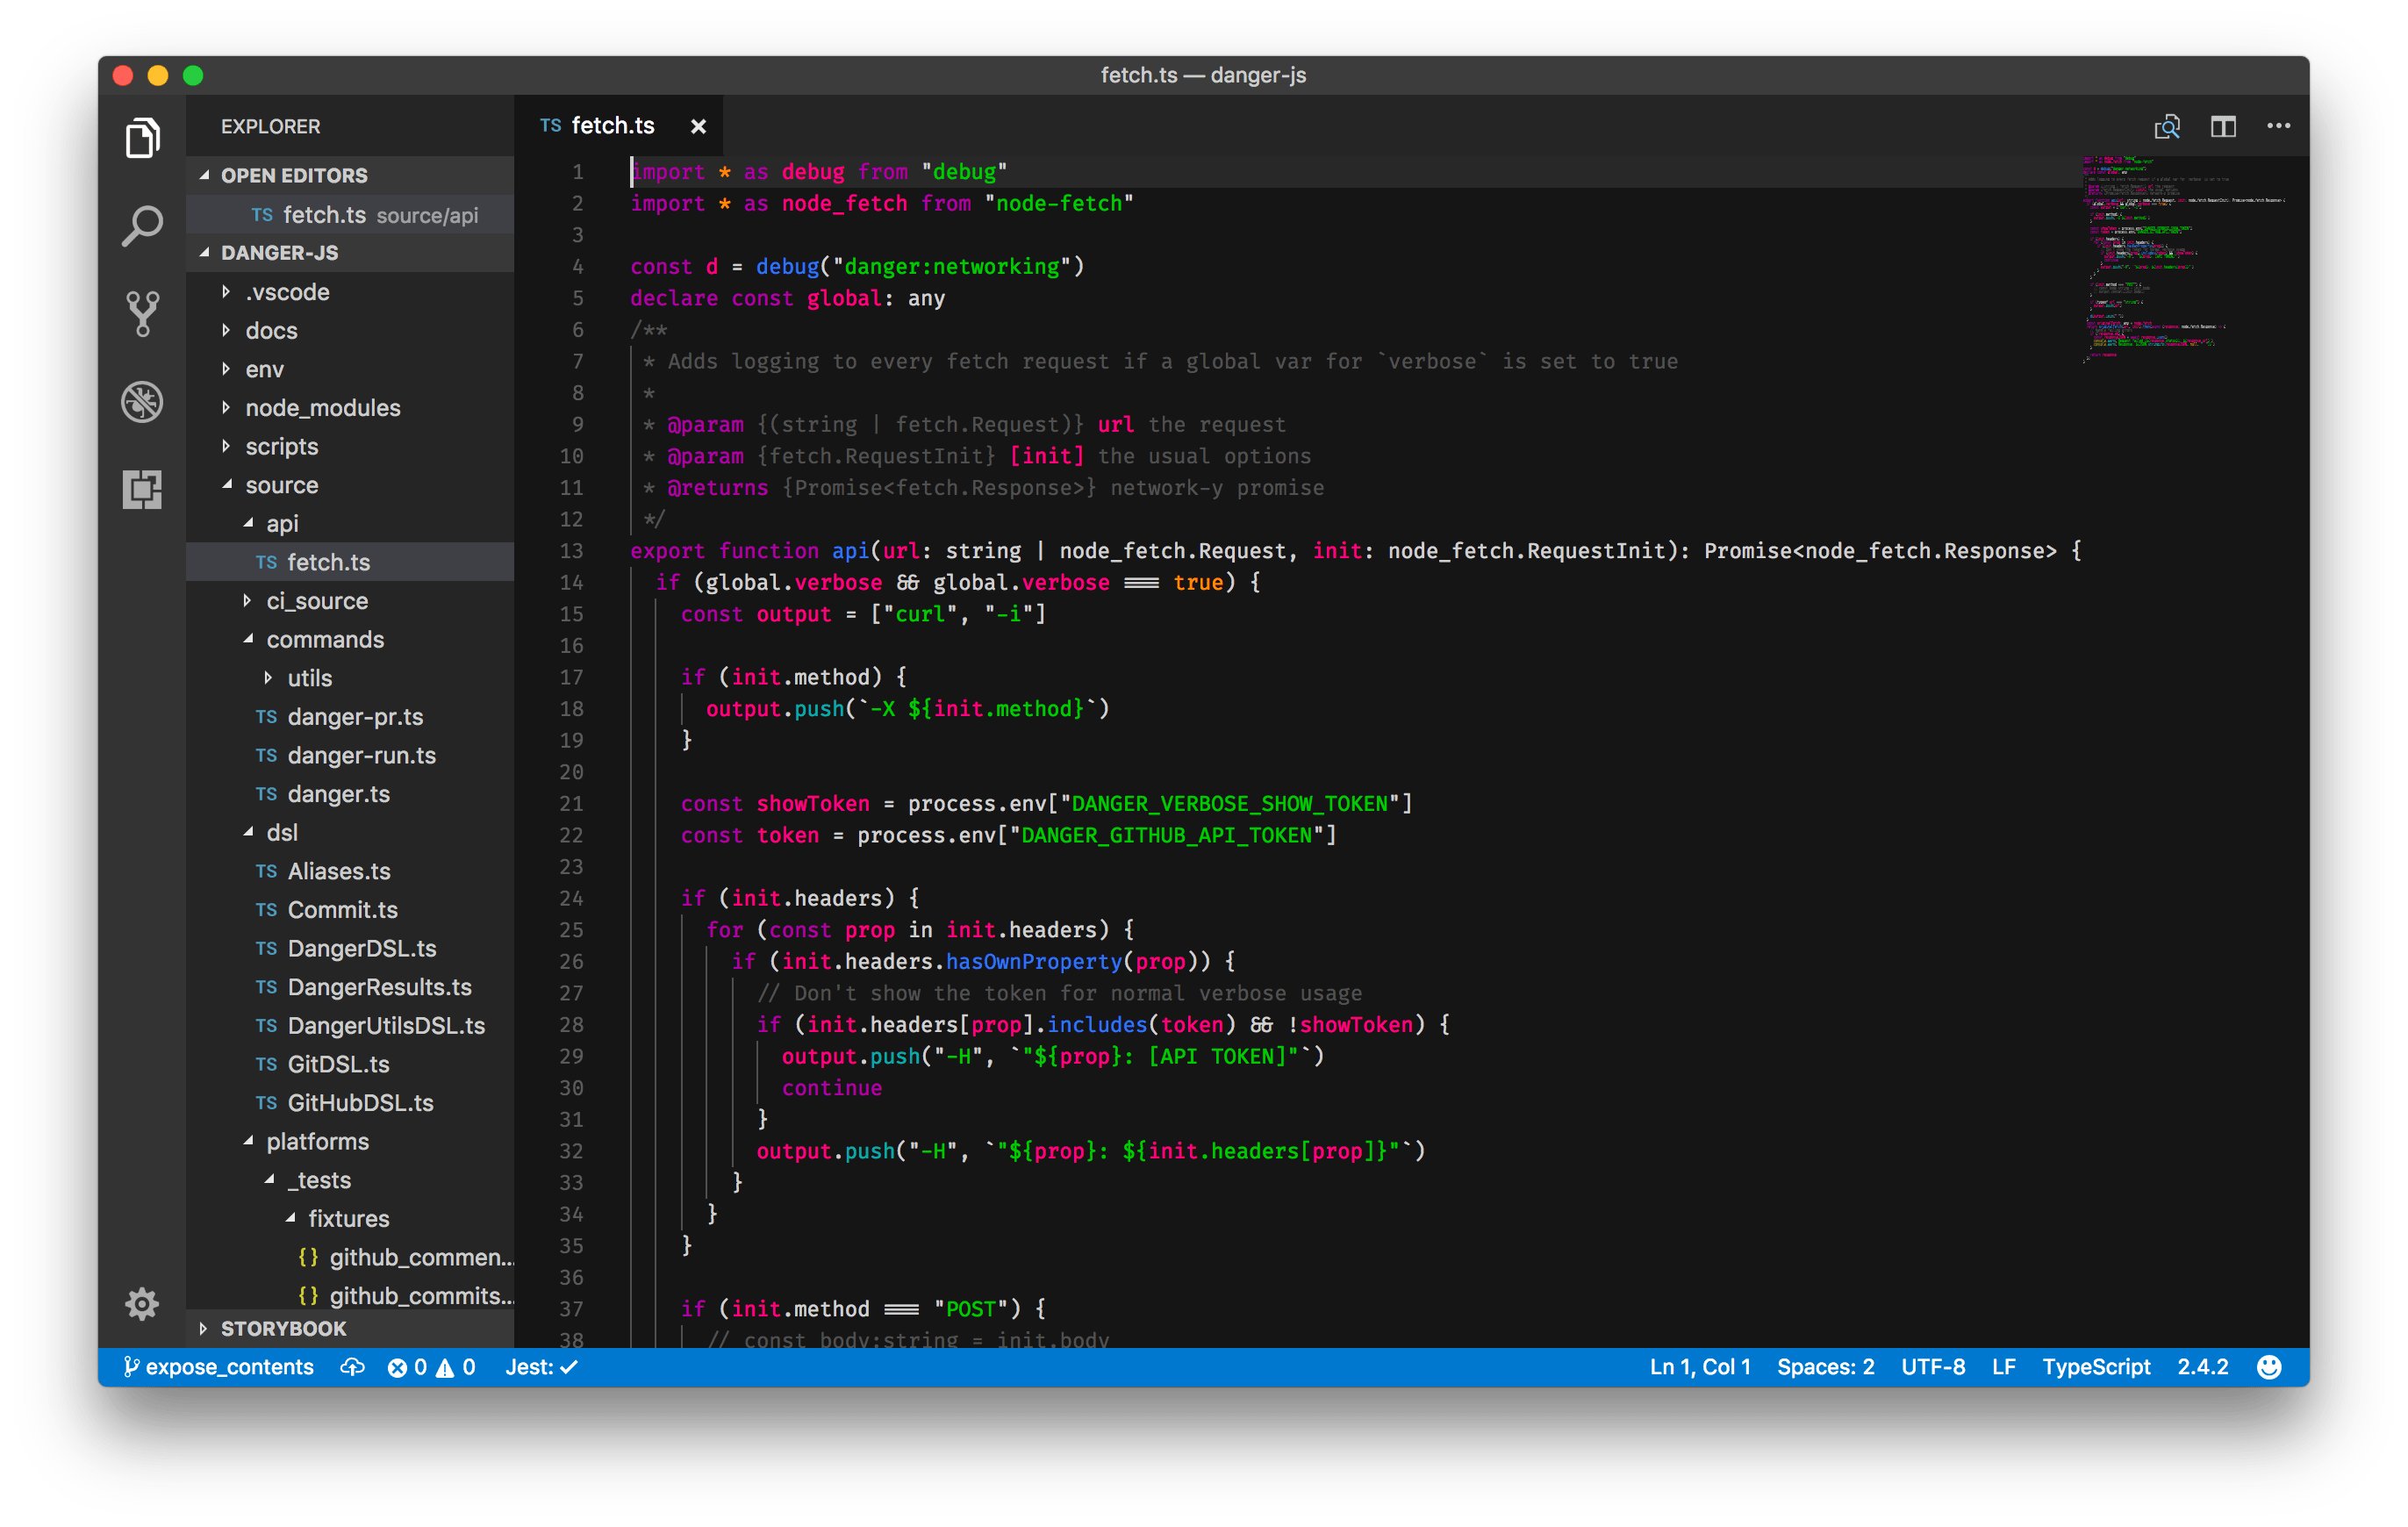 fetch.ts — danger-js
EXPLORER
OPEN EDITORS
TS fetch.ts source/api
DANGER-JS
.vscode
docs
env
node_modules
scripts
source
api
TS fetch.ts
ci_source
commands
utils
TS danger-pr.ts
TS danger-run.ts
TS danger.ts
dsl
TS Aliases.ts
TS Commit.ts
TS DangerDSL.ts
TS DangerResults.ts
TS DangerUtilsDSL.ts
TS GitDSL.ts
TS GitHubDSL.ts
platforms
_tests
fixtures
{} github_commen...
{} github_commits...
STORYBOOK
TS fetch.ts ×
1 import * as debug from "debug"
2 import * as node_fetch from "node-fetch"
3
4 const d = debug("danger:networking")
5 declare const global: any
6 /**
7 * Adds logging to every fetch request if a global var for `verbose` is set to true
8 *
9 * @param {(string | fetch.Request)} url the request
10 * @param {fetch.RequestInit} [init] the usual options
11 * @returns {Promise<fetch.Response>} network-y promise
12 */
13 export function api(url: string | node_fetch.Request, init: node_fetch.RequestInit): Promise<node_fetch.Response> {
14 if (global.verbose && global.verbose === true) {
15 const output = ["curl", "-i"]
16
17 if (init.method) {
18 output.push(`-X ${init.method}`)
19 }
20
21 const showToken = process.env["DANGER_VERBOSE_SHOW_TOKEN"]
22 const token = process.env["DANGER_GITHUB_API_TOKEN"]
23
24 if (init.headers) {
25 for (const prop in init.headers) {
26 if (init.headers.hasOwnProperty(prop)) {
27 // Don't show the token for normal verbose usage
28 if (init.headers[prop].includes(token) && !showToken) {
29 output.push("-H", `"${prop}: [API TOKEN]"`)
30 continue
31 }
32 output.push("-H", `"${prop}: ${init.headers[prop]}"`)
33 }
34 }
35 }
36
37 if (init.method === "POST") {
38 // const body:string = init.body
expose_contents 0 0 Jest: ✓ Ln 1, Col 1 Spaces: 2 UTF-8 LF TypeScript 2.4.2